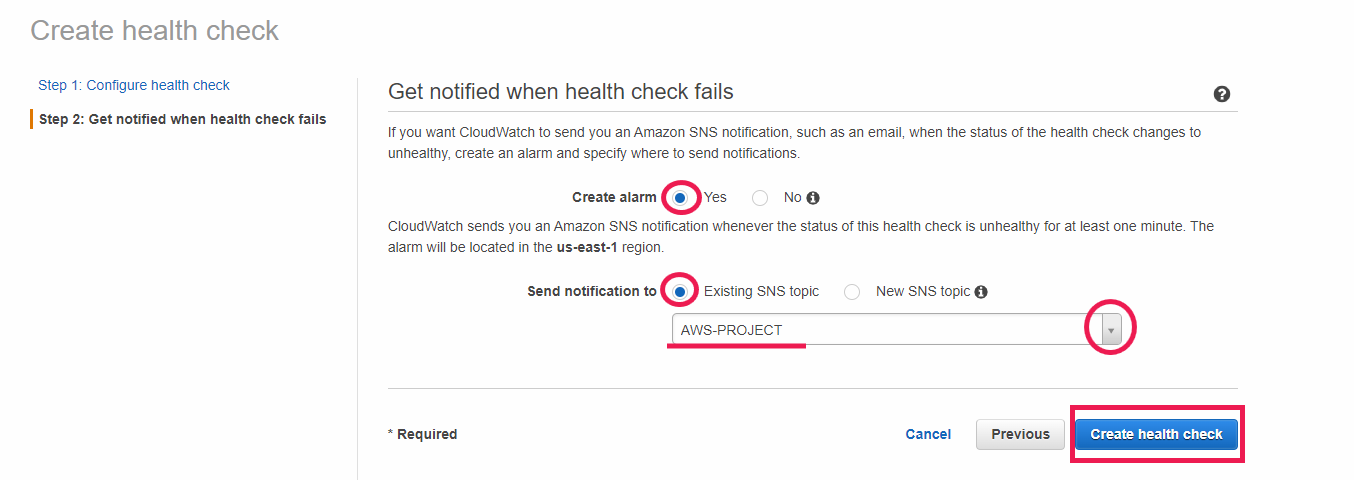 Create health check
Step 1: Configure health check
Step 2: Get notified when health check fails
Get notified when health check fails
If you want CloudWatch to send you an Amazon SNS notification, such as an email, when the status of the health check changes to
unhealthy, create an alarm and specify where to send notifications.
Create alarm Yes No
CloudWatch sends you an Amazon SNS notification whenever the status of this health check is unhealthy for at least one minute. The
alarm will be located in the us-east-1 region.
Send notification to Existing SNS topic New SNS topic
AWS-PROJECT
* Required Cancel Previous Create health check